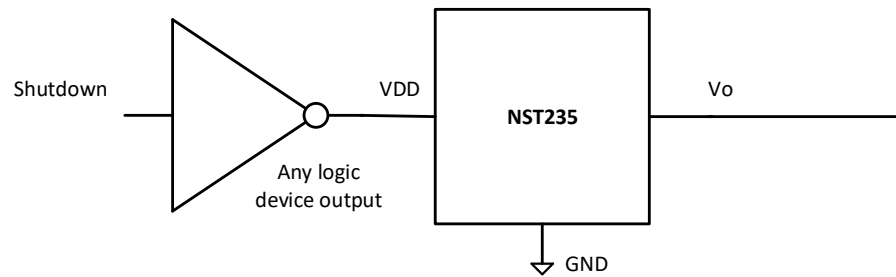 Shutdown
VDD
NST235
Vo
Any logic
device output
GND